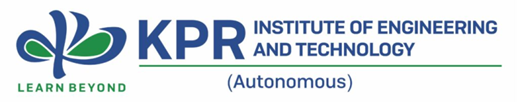 LEARN BEYOND
KPR INSTITUTE OF ENGINEERING
AND TECHNOLOGY
(Autonomous)